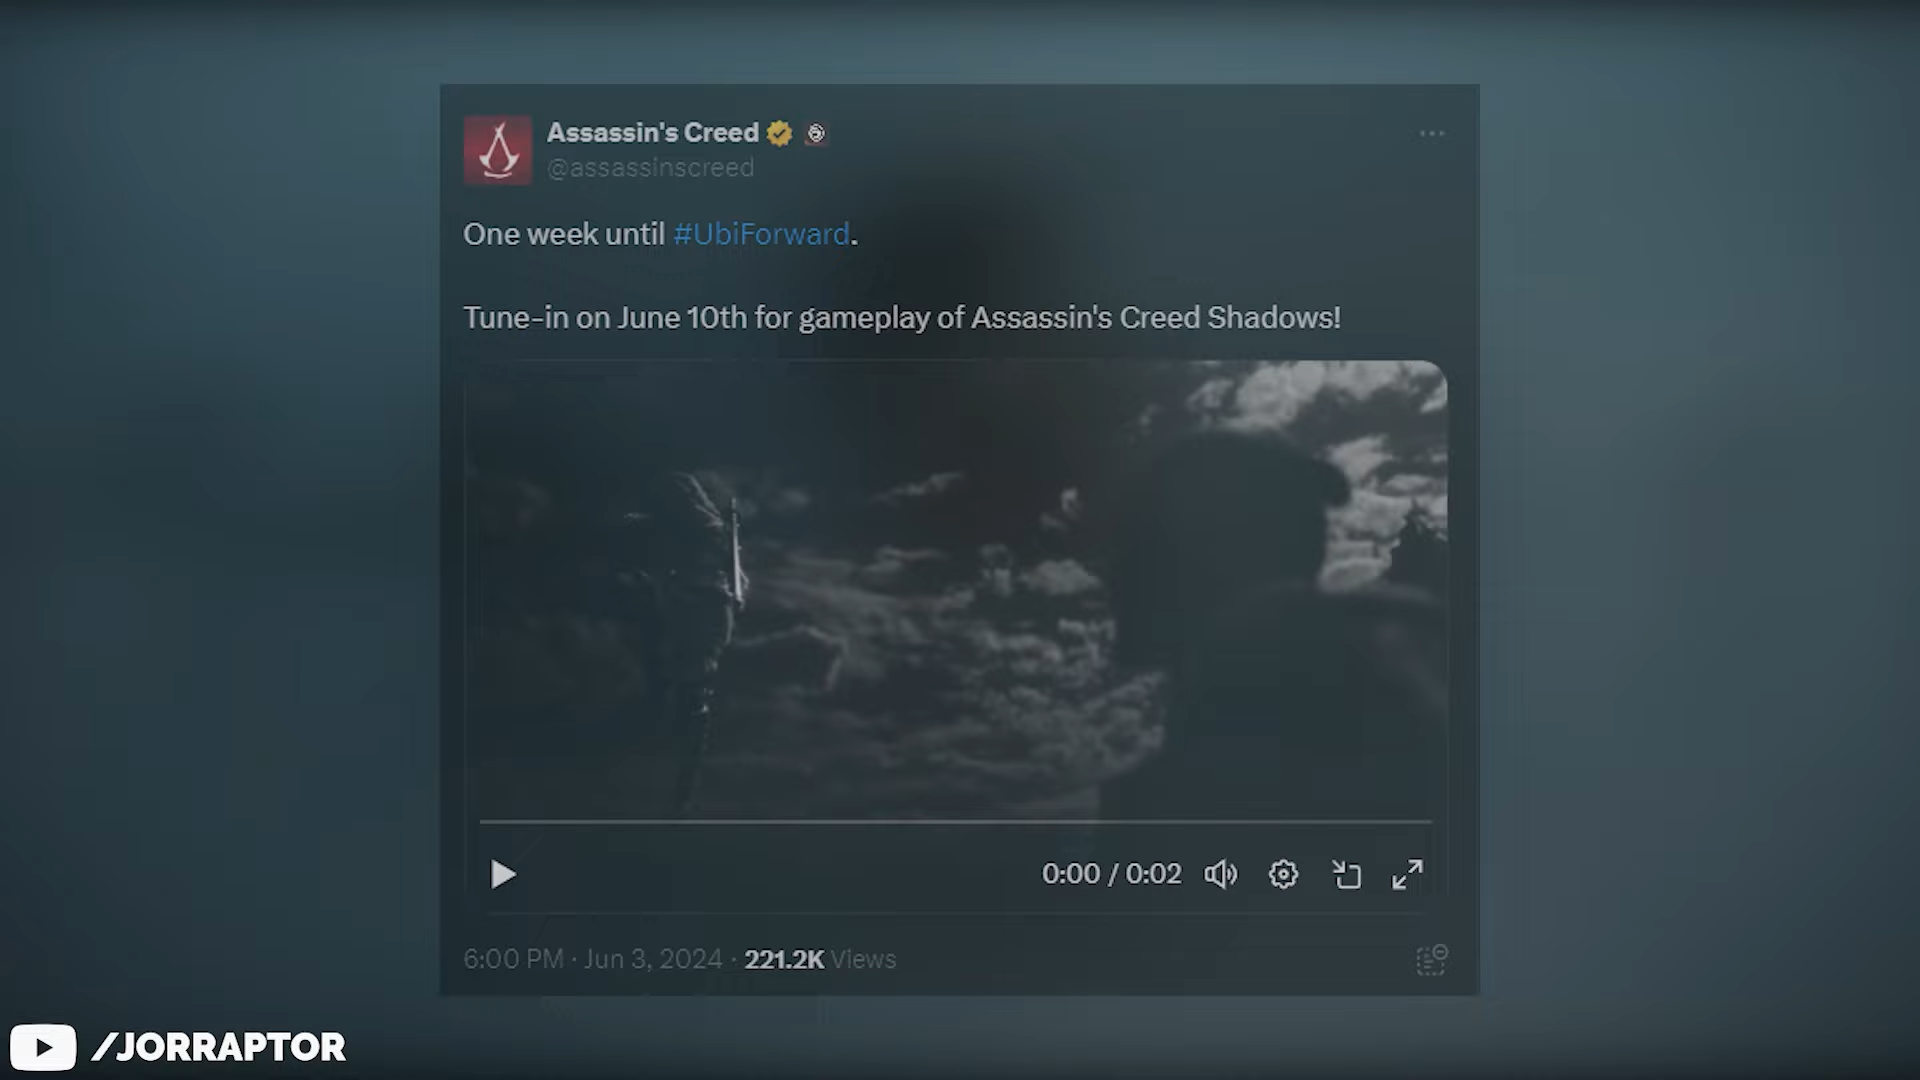 Assassin's Creed
@assassinscreed
One week until #UbiForward.
Tune-in on June 10th for gameplay of Assassin's Creed Shadows!
0:00 / 0:02
6:00 PM · Jun 3, 2024 · 221.2K Views
/JORRAPTOR